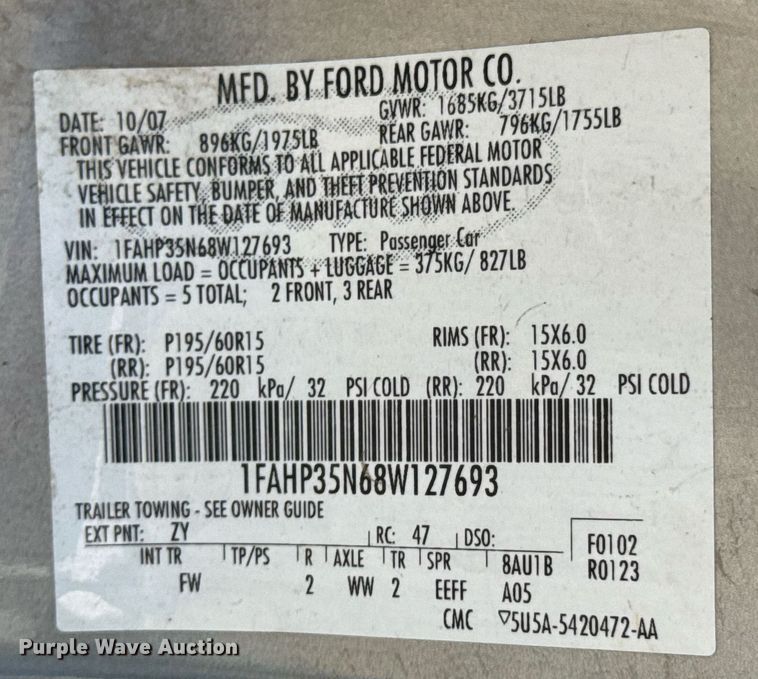 MFD. BY FORD MOTOR CO.
DATE: 10/07 GVWR: 1685KG/3715LB
FRONT GAWR: 896KG/1975LB REAR GAWR: 796KG/1755LB
THIS VEHICLE CONFORMS TO ALL APPLICABLE FEDERAL MOTOR
VEHICLE SAFETY, BUMPER, AND THEFT PREVENTION STANDARDS
IN EFFECT ON THE DATE OF MANUFACTURE SHOWN ABOVE.
VIN: 1FAHP35N68W127693 TYPE: Passenger Car
MAXIMUM LOAD = OCCUPANTS + LUGGAGE = 375KG/ 827LB
OCCUPANTS = 5 TOTAL; 2 FRONT, 3 REAR
TIRE (FR): P195/60R15 RIMS (FR): 15X6.0
(RR): P195/60R15 (RR): 15X6.0
PRESSURE (FR): 220 kPa/ 32 PSI COLD (RR): 220 kPa/ 32 PSI COLD
1FAHP35N68W127693
TRAILER TOWING - SEE OWNER GUIDE
EXT PNT: ZY RC: 47 DSO: F0102
INT TR TP/PS R AXLE TR SPR 8AU1B R0123
FW 2 WW 2 EEFF A05
CMC ▽5U5A-5420472-AA
Purple Wave Auction